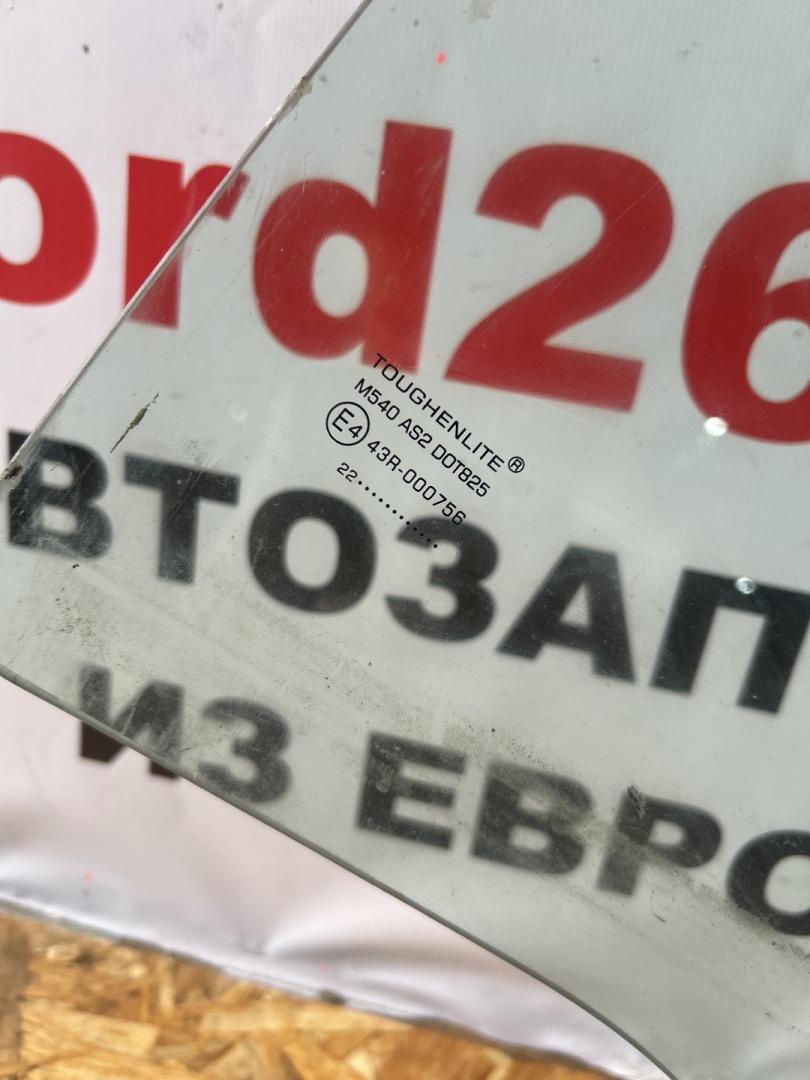 ord26
ВТОЗАП
ИЗ ЕВРО
TOUGHENLITE®
M540 AS2 DOT825
E4 43R-000756
22............